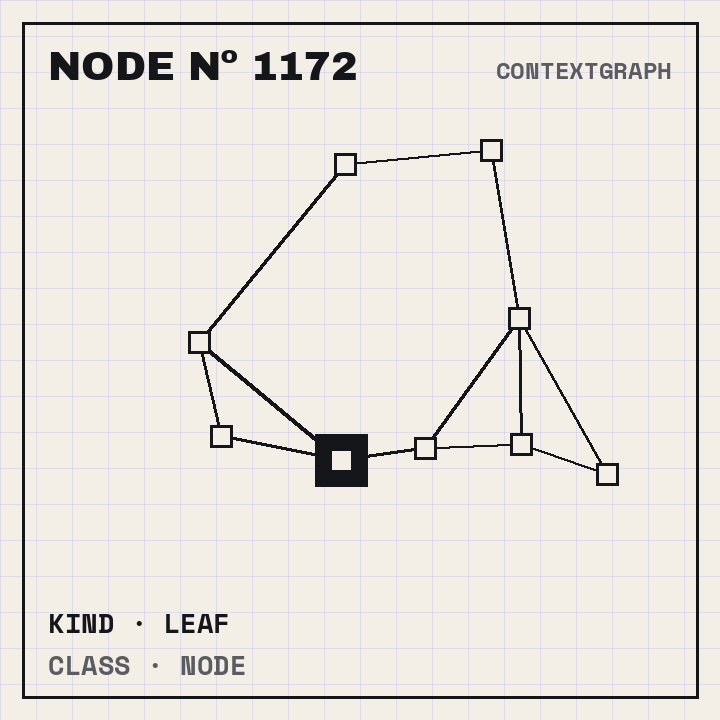 NODE Nº 1172
CONTEXTGRAPH
KIND · LEAF
CLASS · NODE